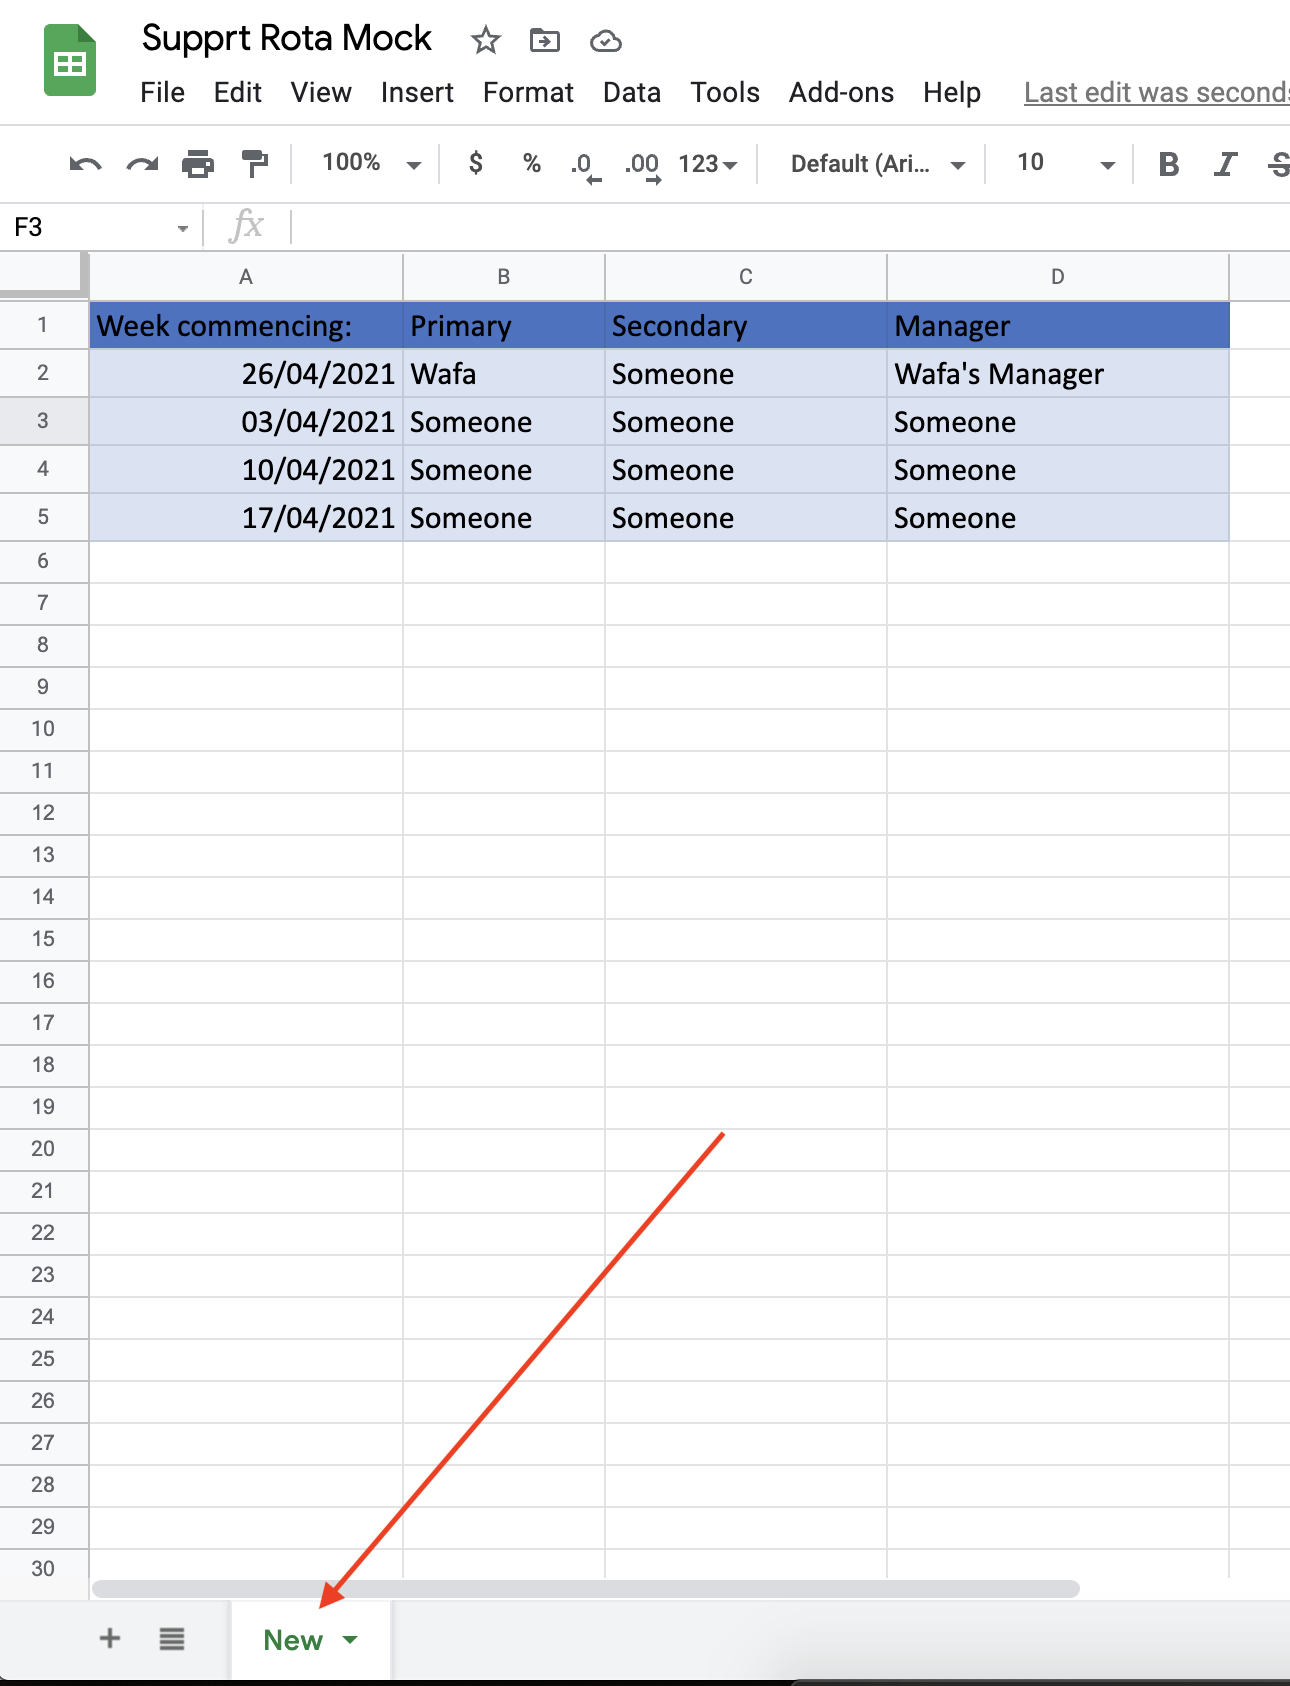 Supprt Rota Mock
File Edit View Insert Format Data Tools Add-ons Help Last edit was seconds
100% $ % .0 .00 123 Default (Ari... 10 B I S
F3 fx
A B C D
1 Week commencing: Primary Secondary Manager
2 26/04/2021 Wafa Someone Wafa's Manager
3 03/04/2021 Someone Someone Someone
4 10/04/2021 Someone Someone Someone
5 17/04/2021 Someone Someone Someone
6
7
8
9
10
11
12
13
14
15
16
17
18
19
20
21
22
23
24
25
26
27
28
29
30
+ New